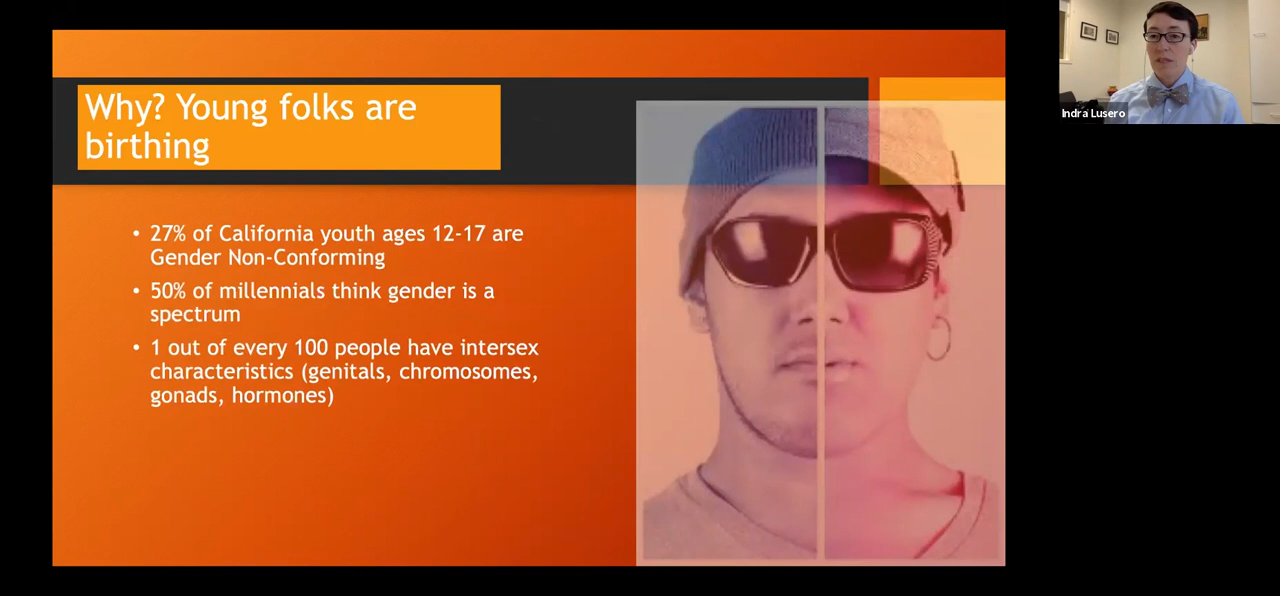 Why? Young folks are
birthing
• 27% of California youth ages 12-17 are
Gender Non-Conforming
• 50% of millennials think gender is a
spectrum
• 1 out of every 100 people have intersex
characteristics (genitals, chromosomes,
gonads, hormones)
Indra Lusero